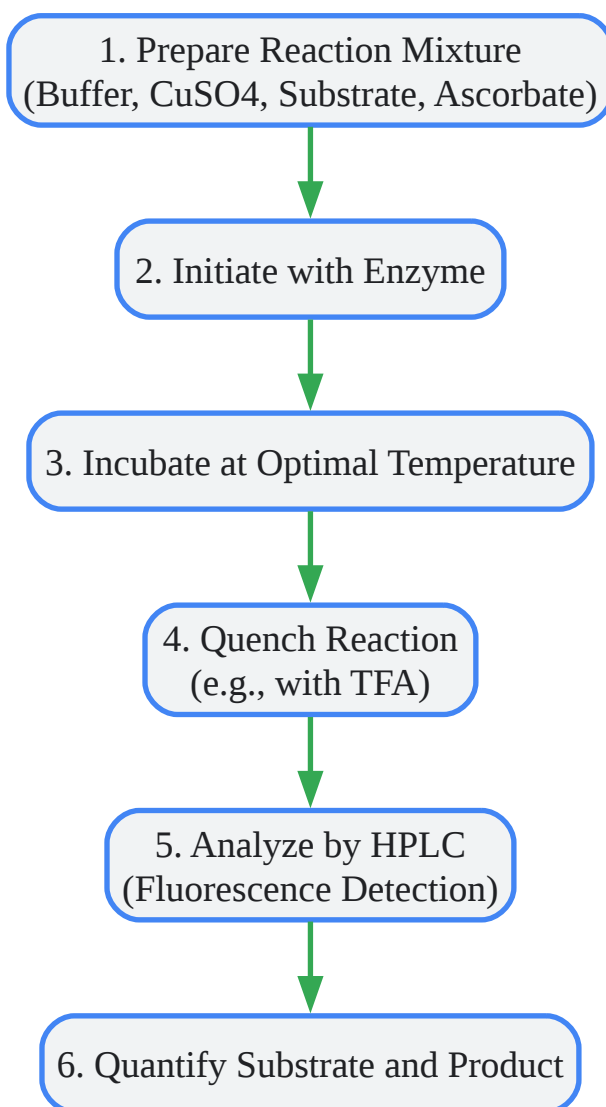 1. Prepare Reaction Mixture
(Buffer, CuSO4, Substrate, Ascorbate)
2. Initiate with Enzyme
3. Incubate at Optimal Temperature
4. Quench Reaction
(e.g., with TFA)
5. Analyze by HPLC
(Fluorescence Detection)
6. Quantify Substrate and Product